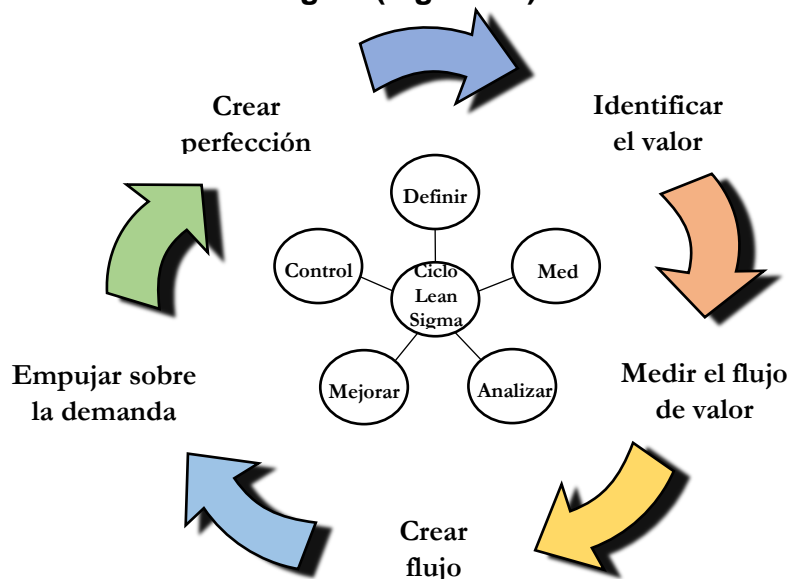 Crear
perfección
Identificar
el valor
Definir
Control
Ciclo
Lean
Sigma
Med
Empujar sobre
la demanda
Mejorar
Analizar
Medir el flujo
de valor
Crear
flujo